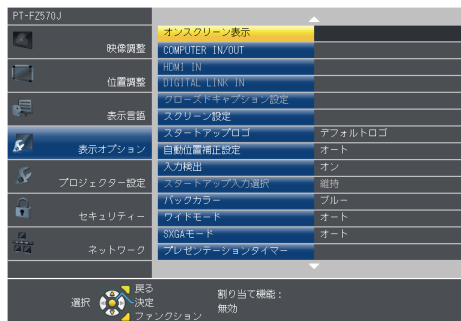 PT-FZ570J
映像調整
位置調整
表示言語
表示オプション
プロジェクター設定
セキュリティー
ネットワーク
オンスクリーン表示
COMPUTER IN/OUT
HDMI IN
DIGITAL LINK IN
クローズドキャプション設定
スクリーン設定
スタートアップロゴ デフォルトロゴ
自動位置補正設定 オート
入力検出 オン
スタートアップ入力選択 維持
バックカラー ブルー
ワイドモード オート
SXGAモード オート
プレゼンテーションタイマー
選択
戻る
決定
ファンクション
割り当て機能:
無効